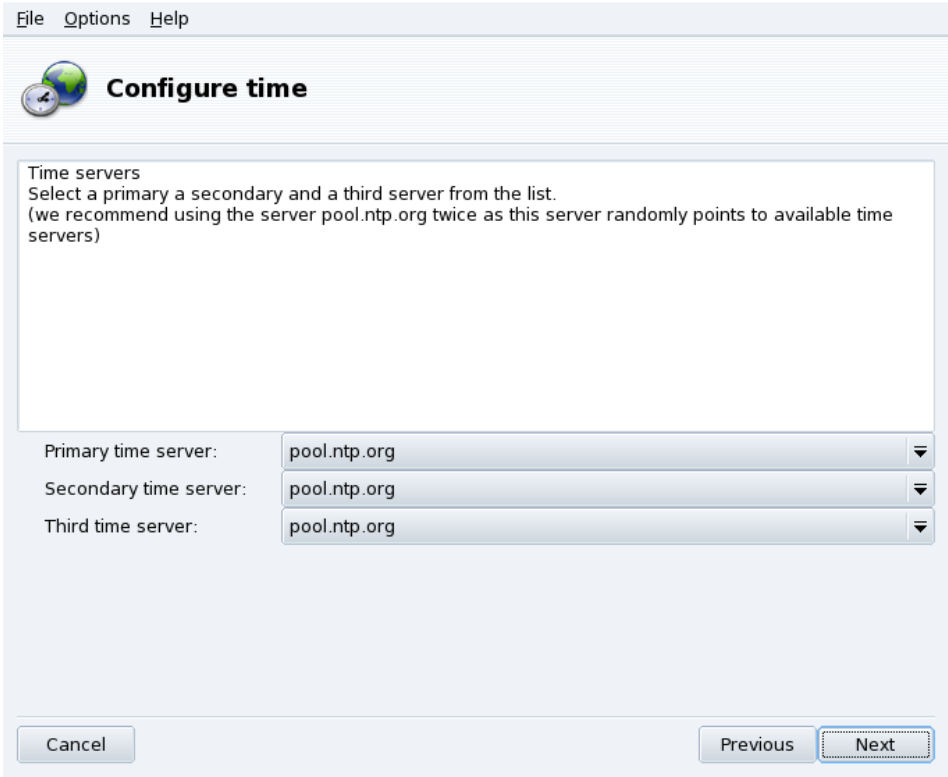 File Options Help
Configure time
Time servers
Select a primary a secondary and a third server from the list.
(we recommend using the server pool.ntp.org twice as this server randomly points to available time
servers)
Primary time server: pool.ntp.org
Secondary time server: pool.ntp.org
Third time server: pool.ntp.org
Cancel Previous Next